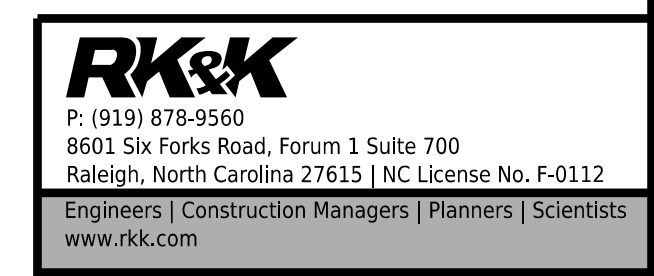 RK&K
P: (919) 878-9560
8601 Six Forks Road, Forum 1 Suite 700
Raleigh, North Carolina 27615 | NC License No. F-0112
Engineers | Construction Managers | Planners | Scientists
www.rkk.com